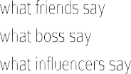 what friends say
what boss say
what influencers say